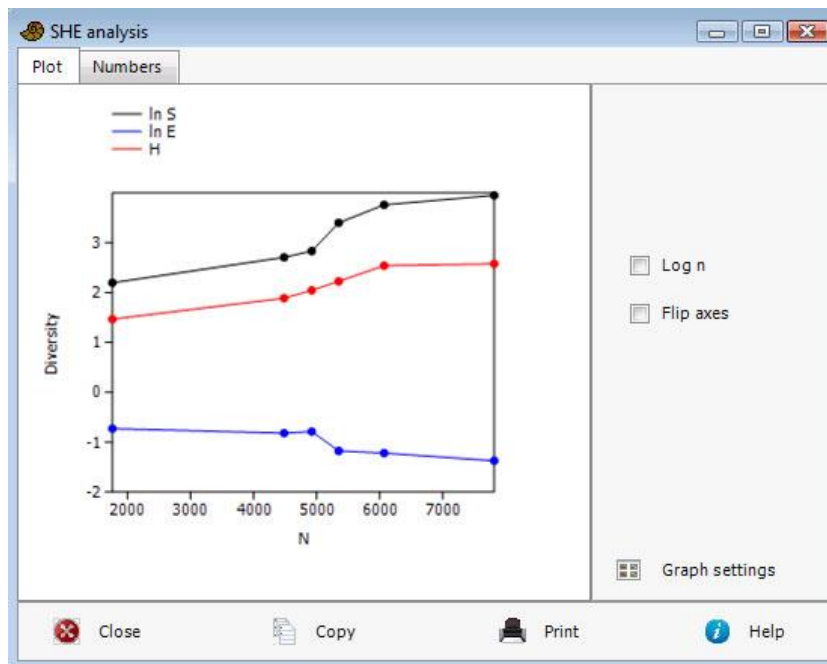 SHE analysis
Plot
Numbers
ln S
ln E
H
3
2
1
0
-1
-2
Diversity
2000 3000 4000 5000 6000 7000
N
Log n
Flip axes
Graph settings
Close
Copy
Print
Help